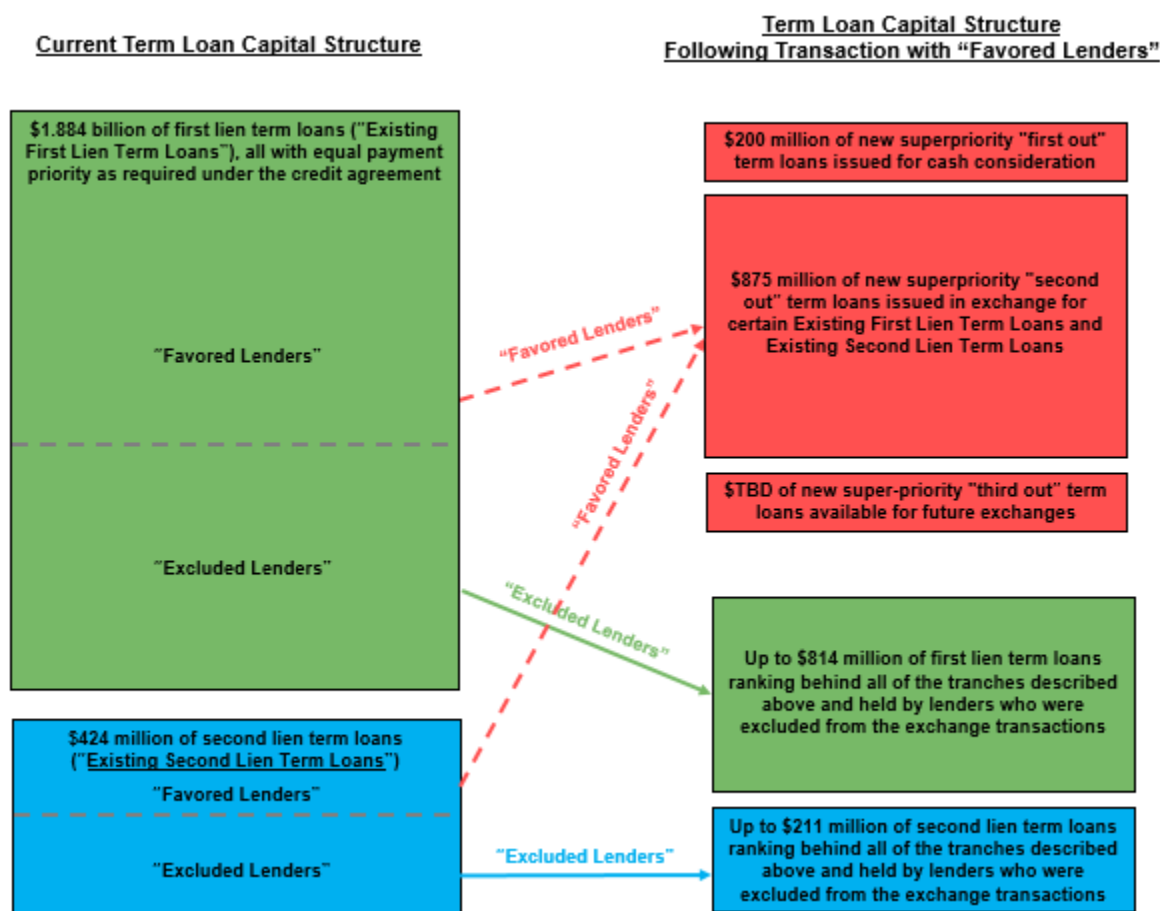 Current Term Loan Capital Structure
Term Loan Capital Structure
Following Transaction with “Favored Lenders”
$1.884 billion of first lien term loans ("Existing
First Lien Term Loans"), all with equal payment
priority as required under the credit agreement
"Favored Lenders"
"Excluded Lenders"
$424 million of second lien term loans
("Existing Second Lien Term Loans")
"Favored Lenders"
"Excluded Lenders"
“Favored Lenders”
“Favored Lenders”
“Excluded Lenders”
“Excluded Lenders”
$200 million of new superpriority "first out"
term loans issued for cash consideration
$875 million of new superpriority "second
out" term loans issued in exchange for
certain Existing First Lien Term Loans and
Existing Second Lien Term Loans
$TBD of new super-priority "third out" term
loans available for future exchanges
Up to $814 million of first lien term loans
ranking behind all of the tranches described
above and held by lenders who were
excluded from the exchange transactions
Up to $211 million of second lien term loans
ranking behind all of the tranches described
above and held by lenders who were
excluded from the exchange transactions